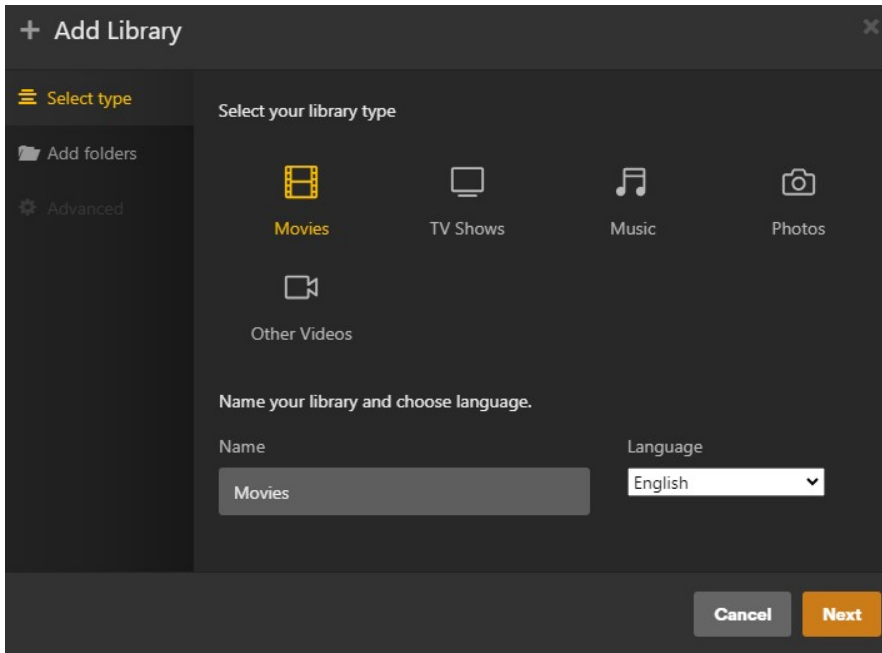 + Add Library
Select type
Add folders
Advanced
Select your library type
Movies TV Shows Music Photos
Other Videos
Name your library and choose language.
Name Language
Movies English
Cancel Next